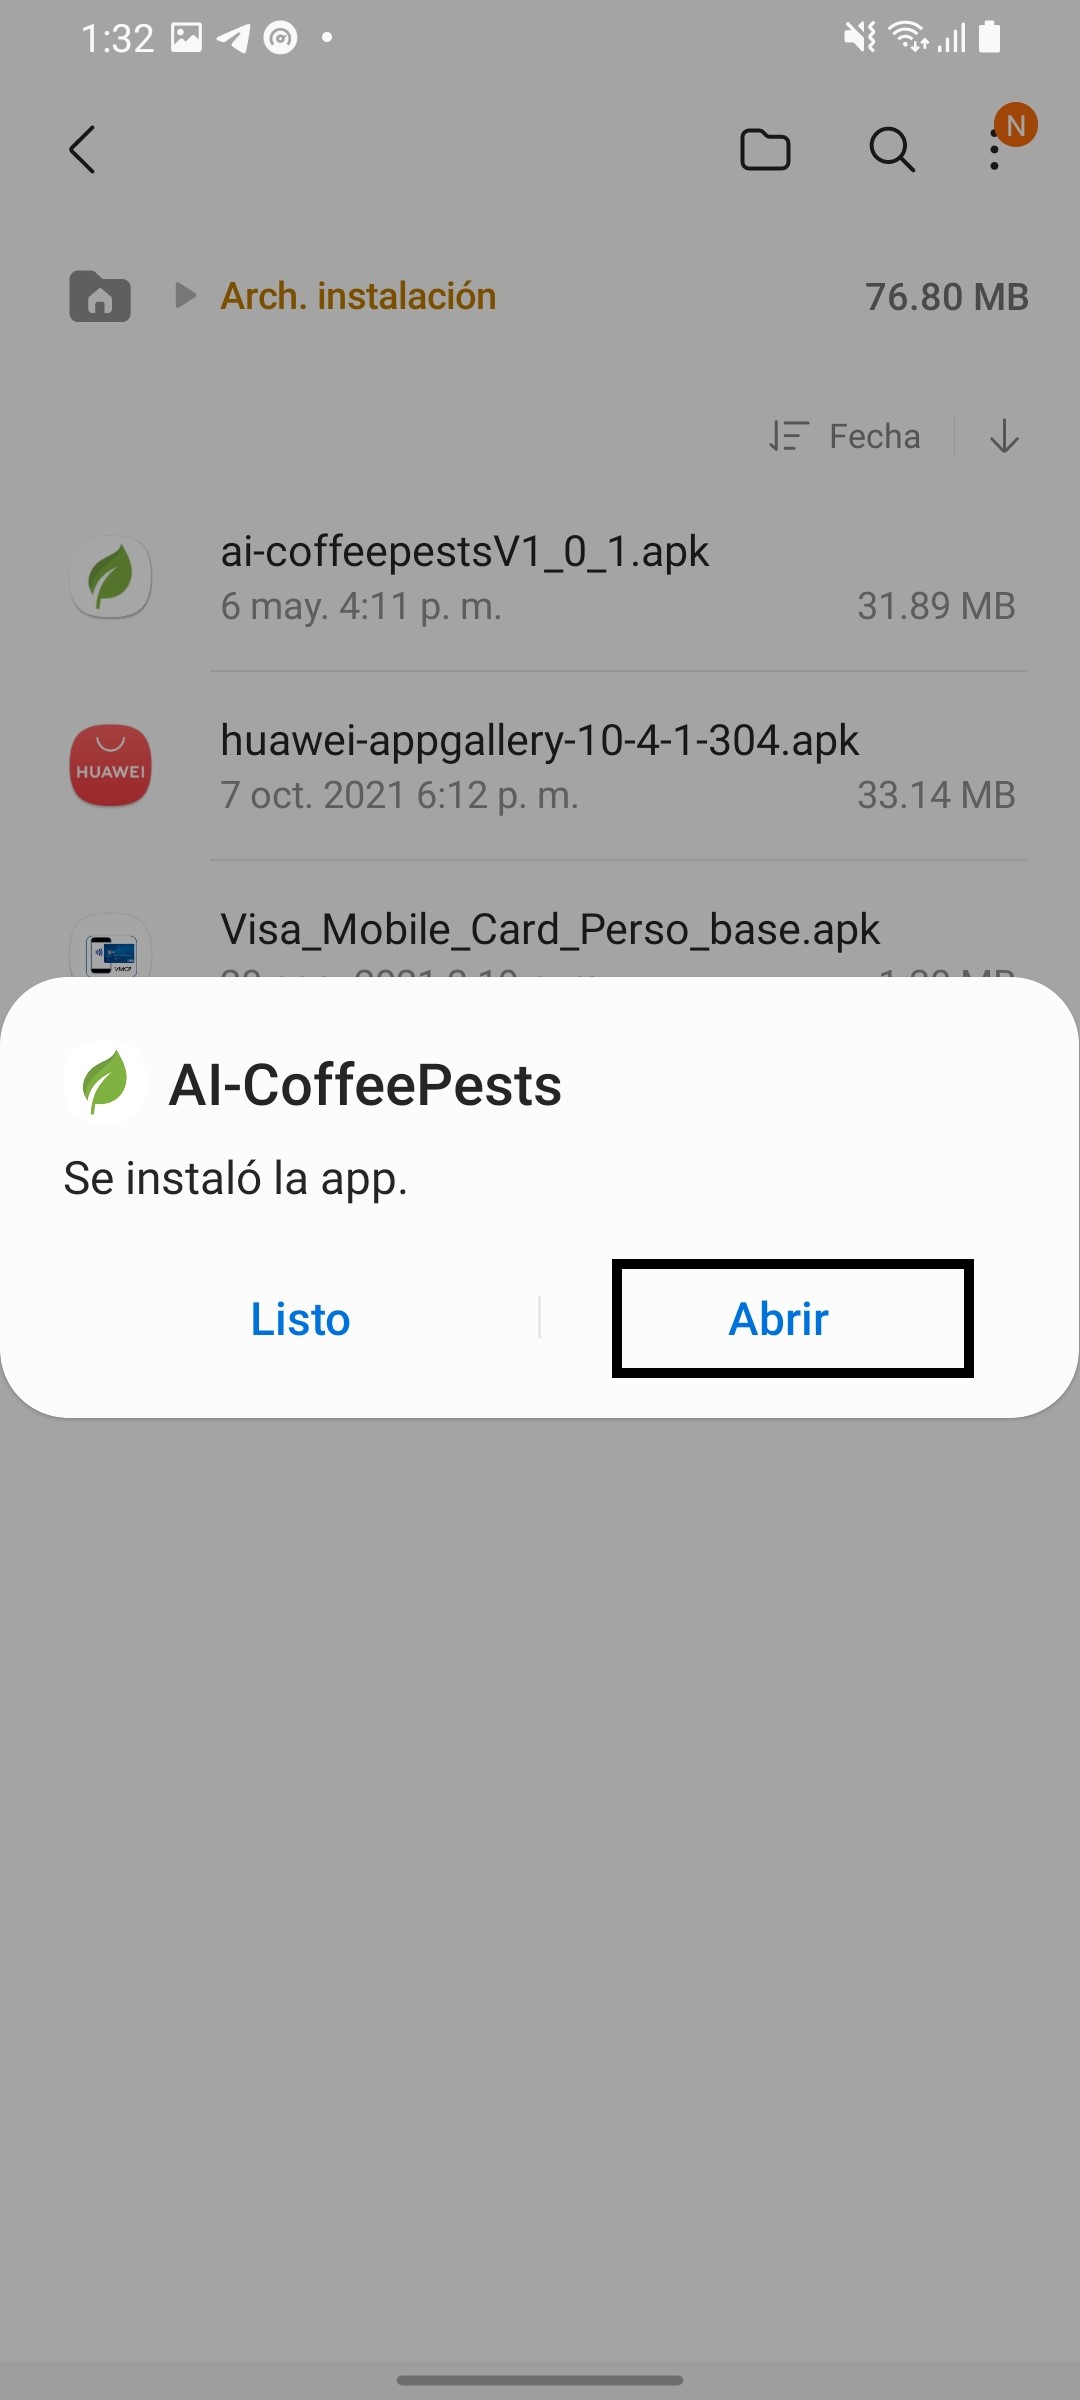 1:32
N
Arch. instalación
76.80 MB
Fecha
ai-coffeepestsV1_0_1.apk
6 may. 4:11 p. m.
31.89 MB
HUAWEI
huawei-appgallery-10-4-1-304.apk
7 oct. 2021 6:12 p. m.
33.14 MB
VMCP
Visa_Mobile_Card_Perso_base.apk
AI-CoffeePests
Se instaló la app.
Listo
Abrir